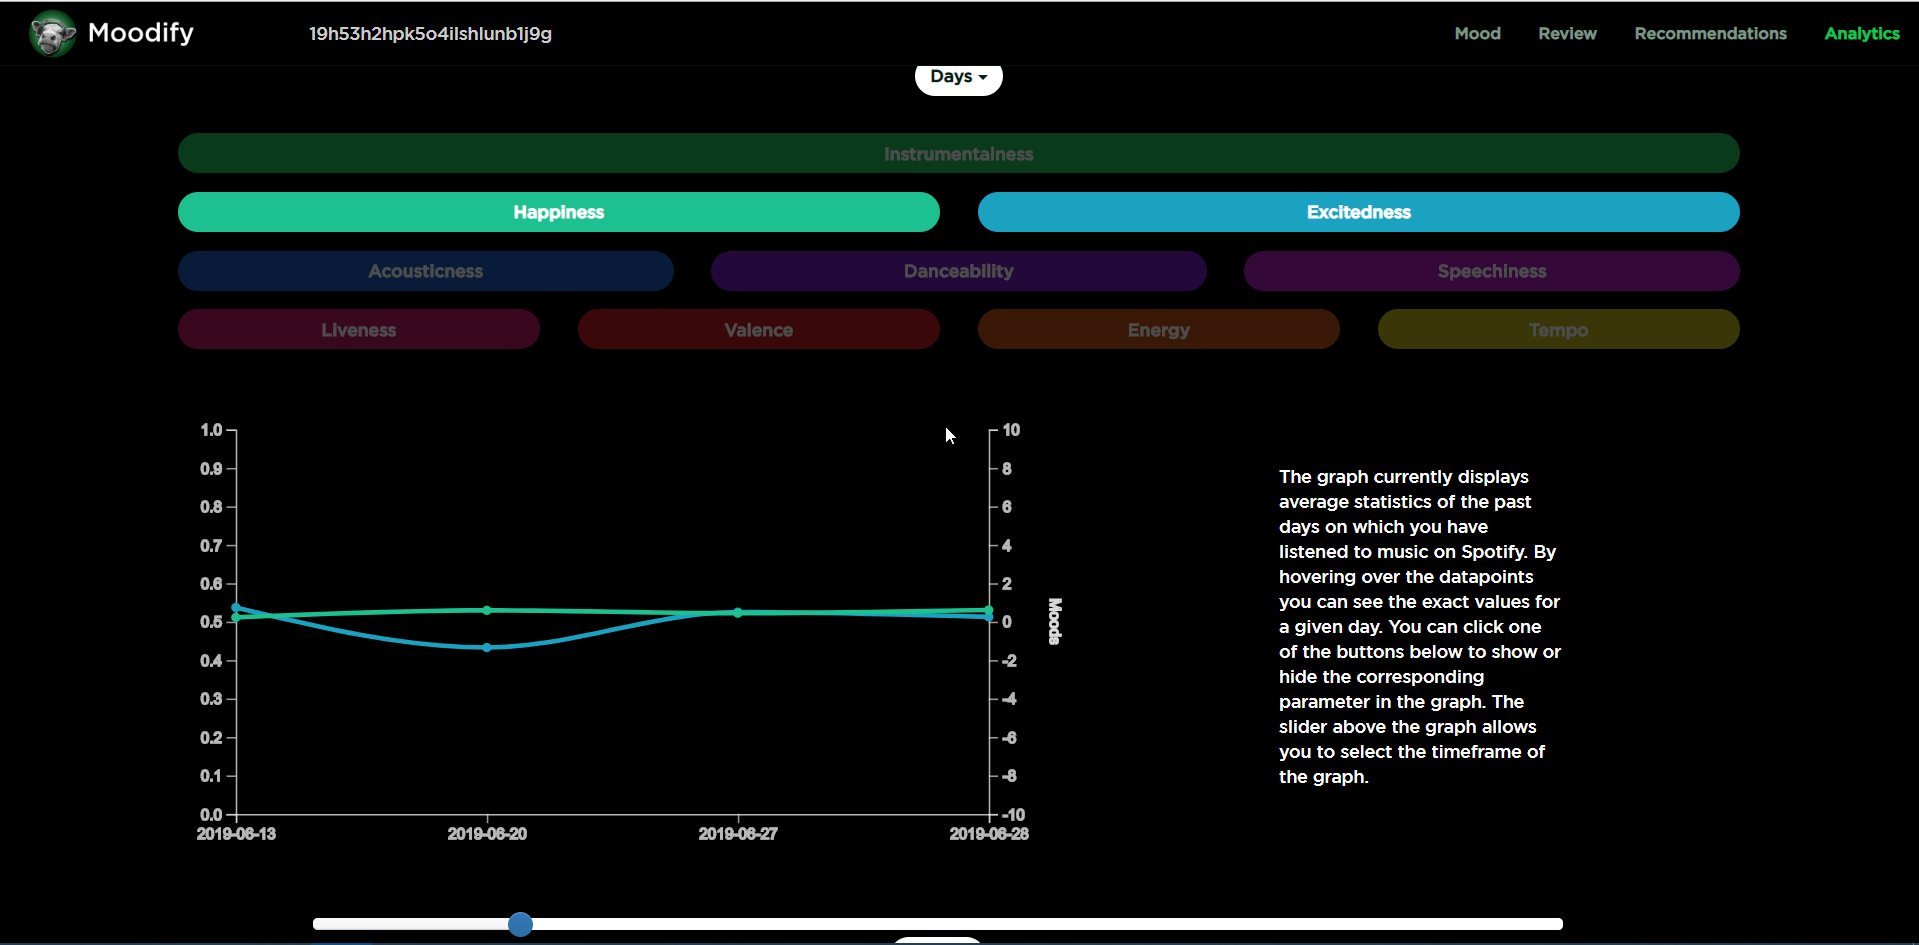 Moodify 19h53h2hpk5o4ilshlunb1j9g Mood Review Recommendations Analytics
Days
Instrumentalness
Happiness Excitedness
Acousticness Danceability Speechiness
Liveness Valence Energy Tempo
1.0 10
0.9 8
0.8 6
0.7 4
0.6 2
0.5 0
0.4 -2
0.3 -4
0.2 -6
0.1 -8
0.0 -10
Moods
2019-06-13 2019-06-20 2019-06-27 2019-06-28
The graph currently displays
average statistics of the past
days on which you have
listened to music on Spotify. By
hovering over the datapoints
you can see the exact values for
a given day. You can click one
of the buttons below to show or
hide the corresponding
parameter in the graph. The
slider above the graph allows
you to select the timeframe of
the graph.